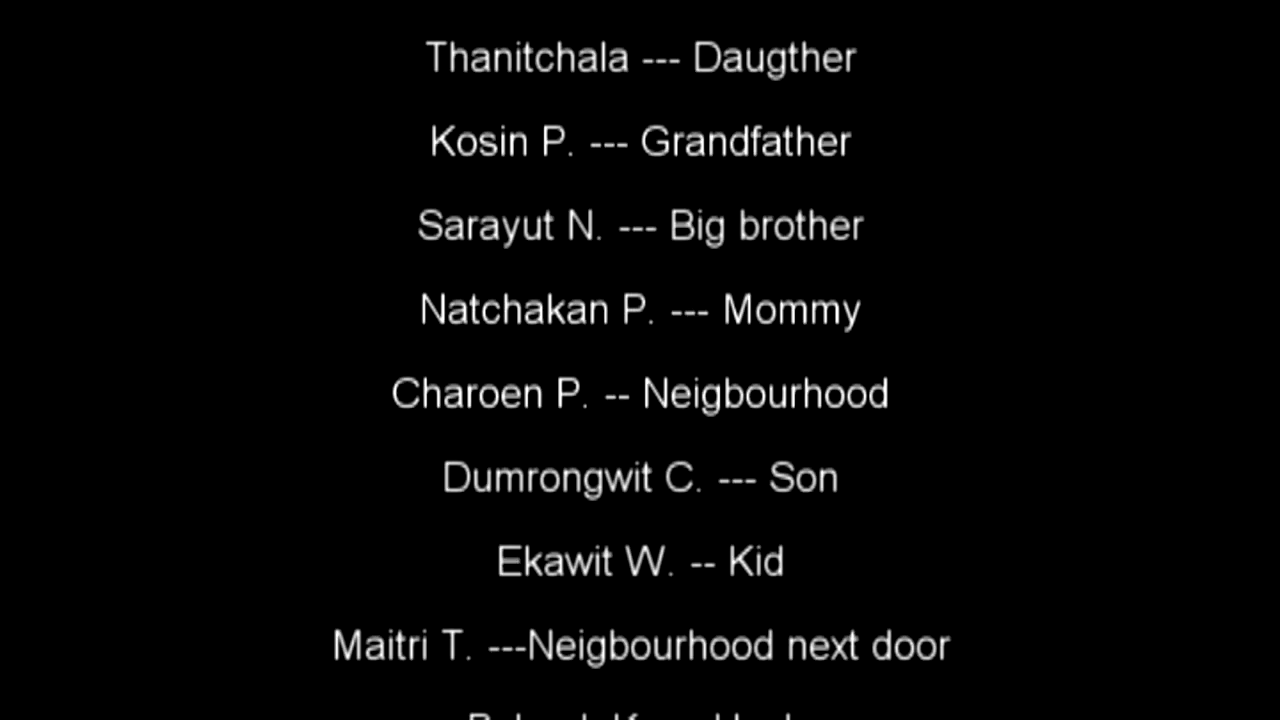 Thanitchala --- Daugther
Kosin P. --- Grandfather
Sarayut N. --- Big brother
Natchakan P. --- Mommy
Charoen P. -- Neigbourhood
Dumrongwit C. --- Son
Ekawit W. -- Kid
Maitri T. ---Neigbourhood next door